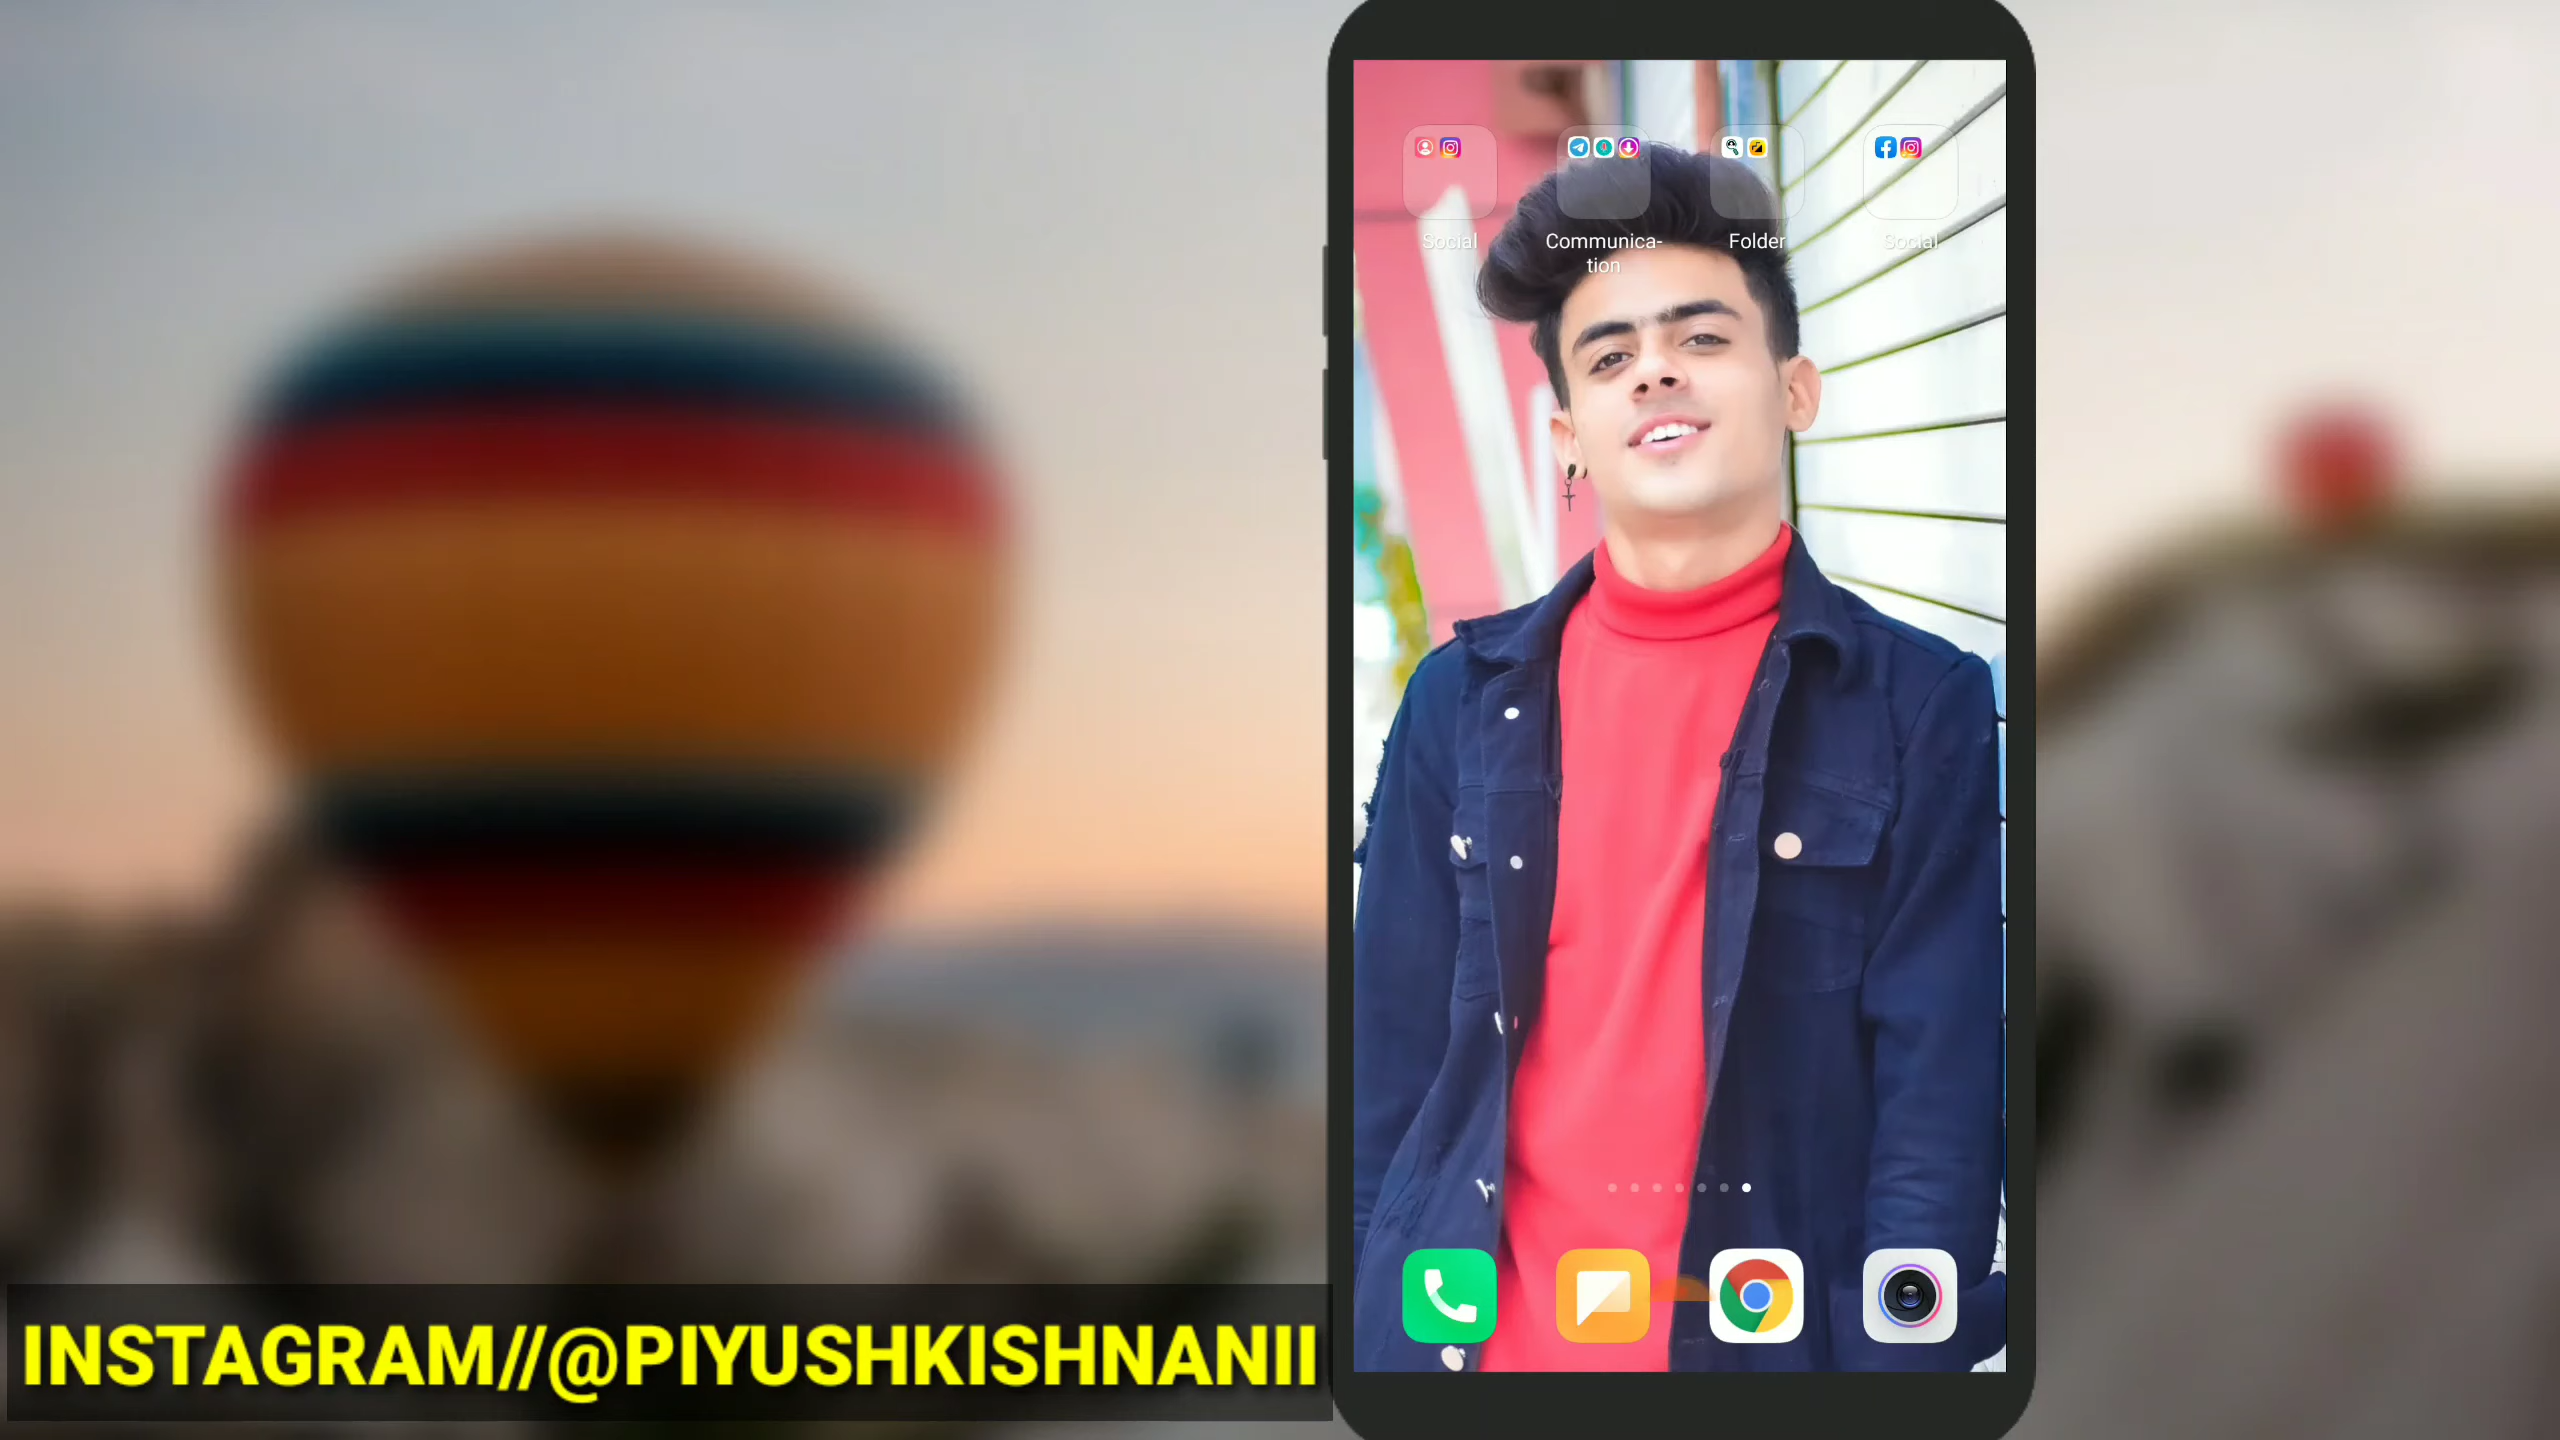 Social
Communica-
tion
Folder
Social
INSTAGRAM//@PIYUSHKISHNANII